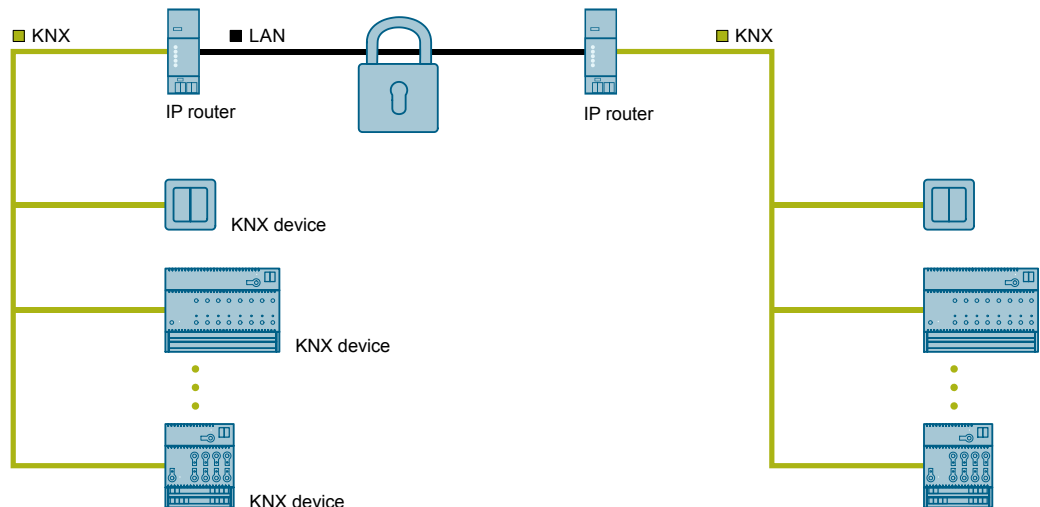 KNX
LAN
KNX
IP router
IP router
KNX device
KNX device
KNX device